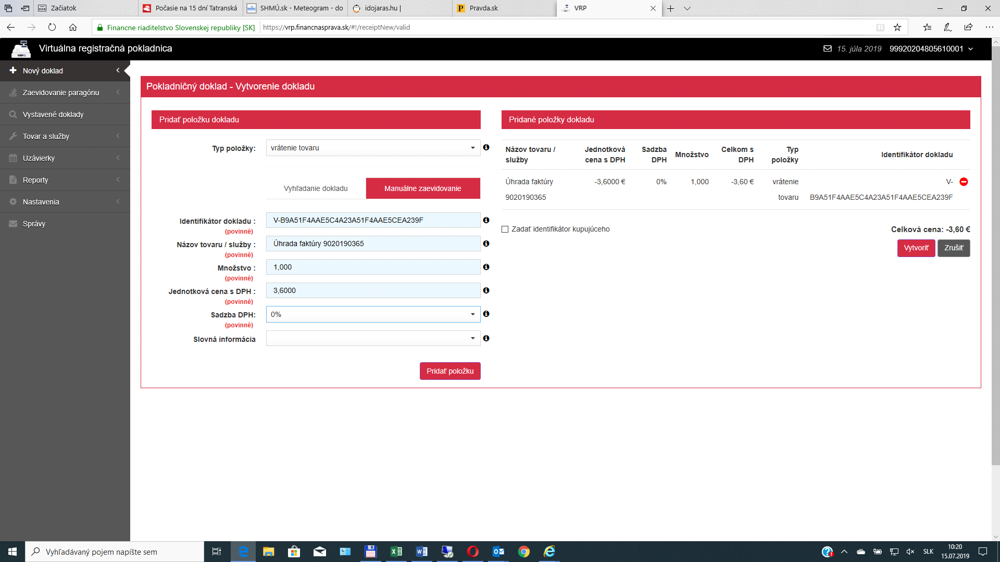 Začiatok
Počasie na 15 dní Tatranská
SHMÚ.sk - Meteogram - do
idojaras.hu |
Pravda.sk
VRP
Financne riaditelstvo Slovenskej republiky [SK]
https://vrp.financnasprava.sk/#!/receiptNew/valid
Virtuálna registračná pokladnica
15. júla 2019 99920204805610001
Nový doklad
Zaevidovanie paragónu
Vystavené doklady
Tovar a služby
Uzávierky
Reporty
Nastavenia
Správy
Pokladničný doklad - Vytvorenie dokladu
Pridať položku dokladu
Typ položky: vrátenie tovaru
Vyhľadanie dokladu Manuálne zaevidovanie
Identifikátor dokladu : V-B9A51F4AAE5C4A23A51F4AAE5CEA239F
(povinné)
Názov tovaru / služby : Úhrada faktúry 9020190365
(povinné)
Množstvo : 1,000
(povinné)
Jednotková cena s DPH : 3,6000
(povinné)
Sadzba DPH: 0%
(povinné)
Slovná informácia
Pridať položku
Pridané položky dokladu
Názov tovaru / Jednotková Sadzba Množstvo Celkom s Typ Identifikátor dokladu
služby cena s DPH DPH DPH položky
Úhrada faktúry -3,6000 € 0% 1,000 -3,60 € vrátenie V-
9020190365 tovaru B9A51F4AAE5C4A23A51F4AAE5CEA239F
Zadať identifikátor kupujúceho
Celková cena: -3,60 €
Vytvoriť Zrušiť
Vyhľadávaný pojem napíšte sem
SLK
10:20
15.07.2019